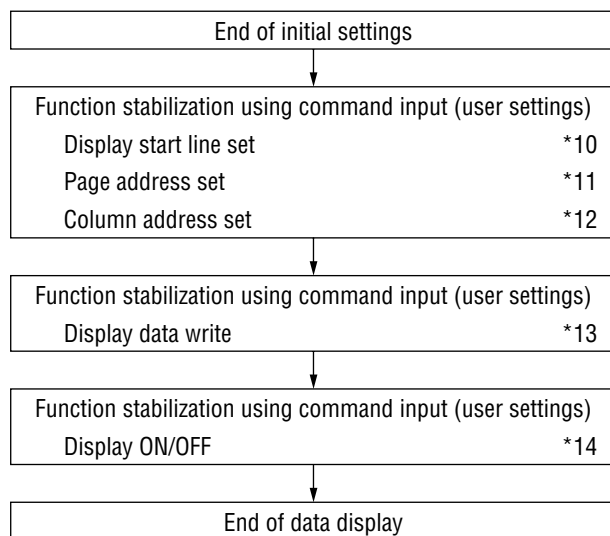 End of initial settings
Function stabilization using command input (user settings)
Display start line set *10
Page address set *11
Column address set *12
Function stabilization using command input (user settings)
Display data write *13
Function stabilization using command input (user settings)
Display ON/OFF *14
End of data display